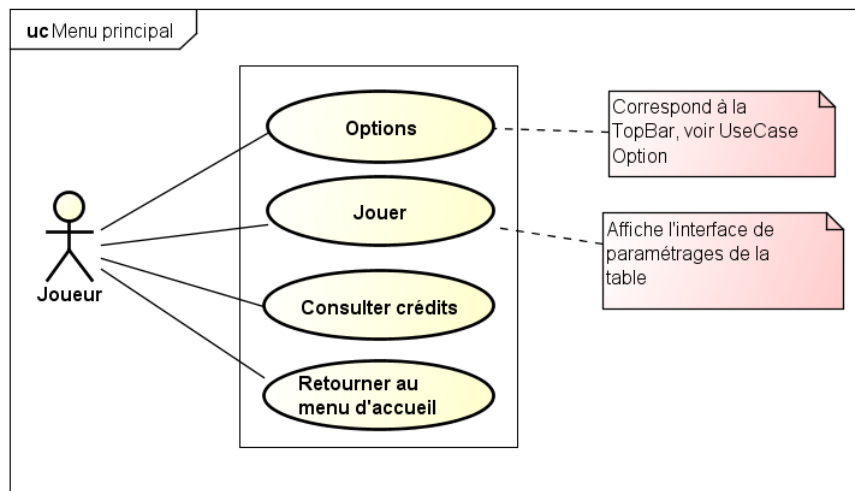 uc Menu principal
Options
Correspond à la
TopBar, voir UseCase
Option
Jouer
Affiche l'interface de
paramétrages de la
table
Joueur
Consulter crédits
Retourner au
menu d'accueil